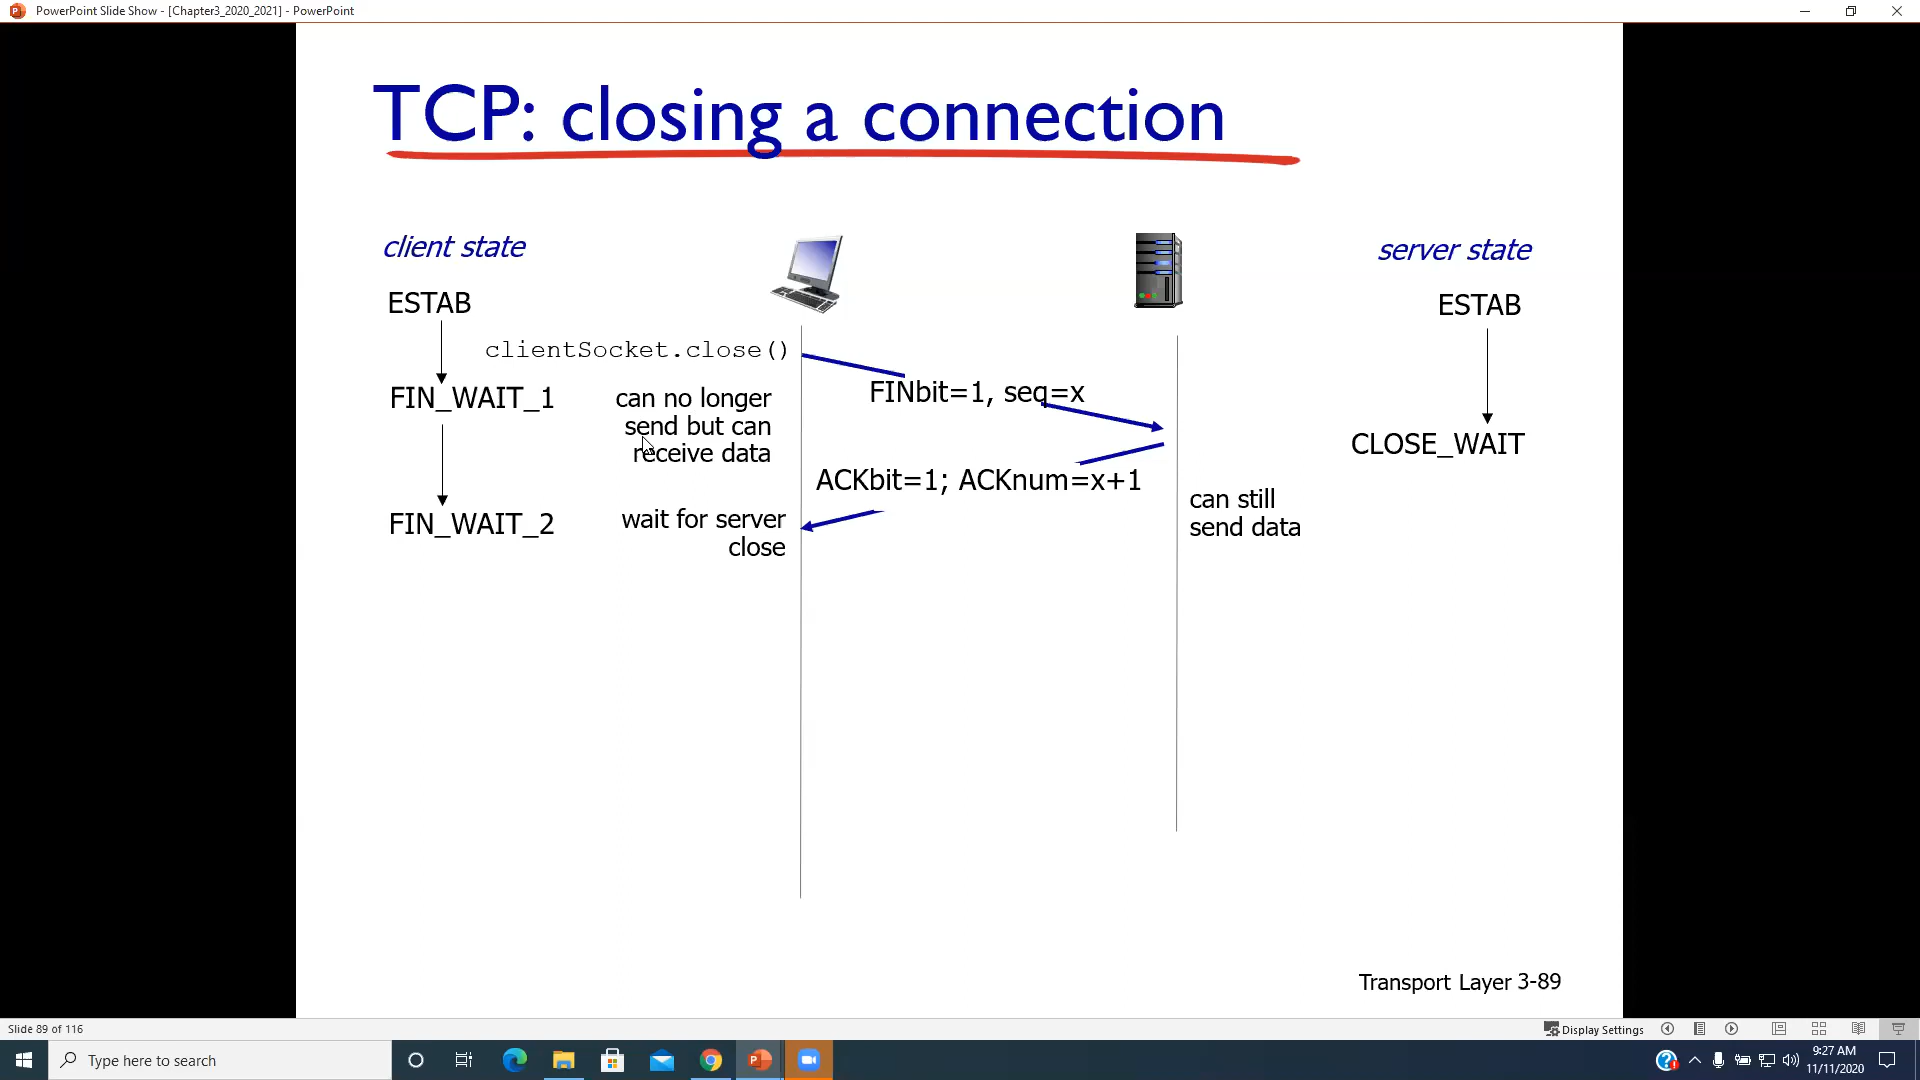 PowerPoint Slide Show - [Chapter3_2020_2021] - PowerPoint
TCP: closing a connection
client state
server state
ESTAB
ESTAB
clientSocket.close()
FINbit=1, seq=x
FIN_WAIT_1
can no longer
send but can
receive data
CLOSE_WAIT
ACKbit=1; ACKnum=x+1
can still
send data
FIN_WAIT_2
wait for server
close
Transport Layer 3-89
Slide 89 of 116
Display Settings
Type here to search
9:27 AM
11/11/2020